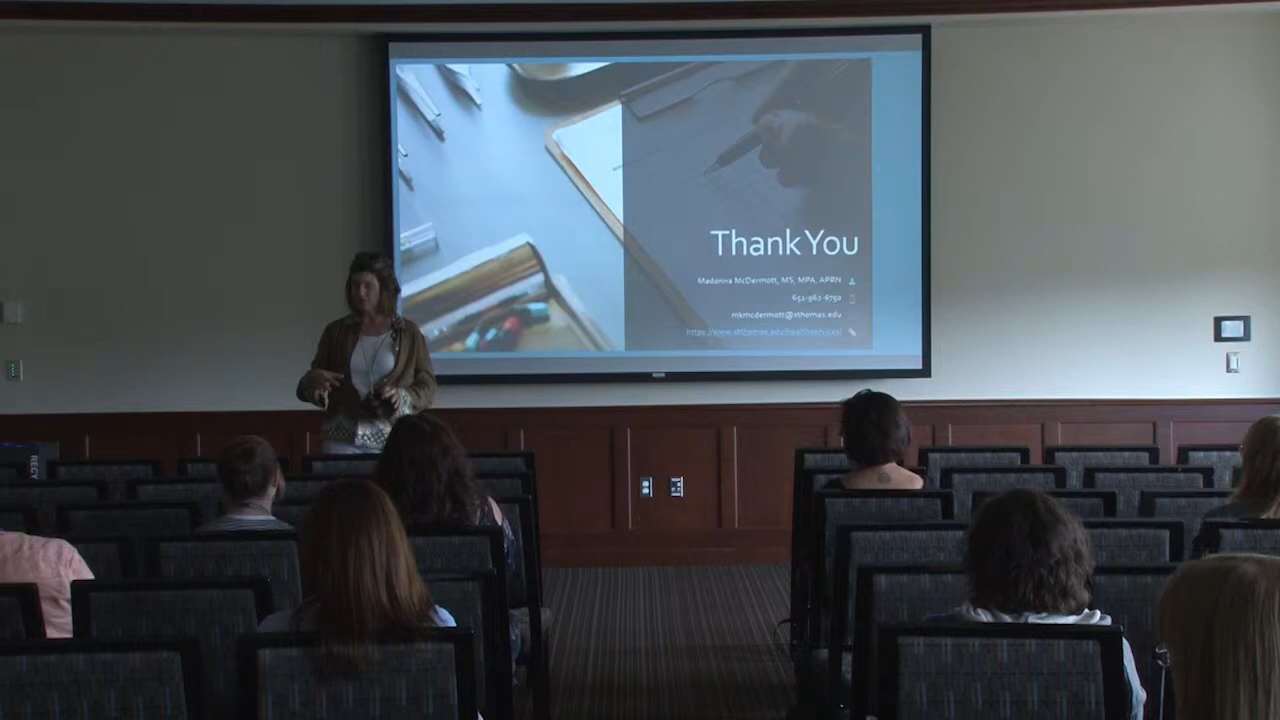 Thank You
Madonna McDermott, MS, MPA, APRN
651-962-6750
mkmcdermott@stthomas.edu
https://www.stthomas.edu/healthservices/